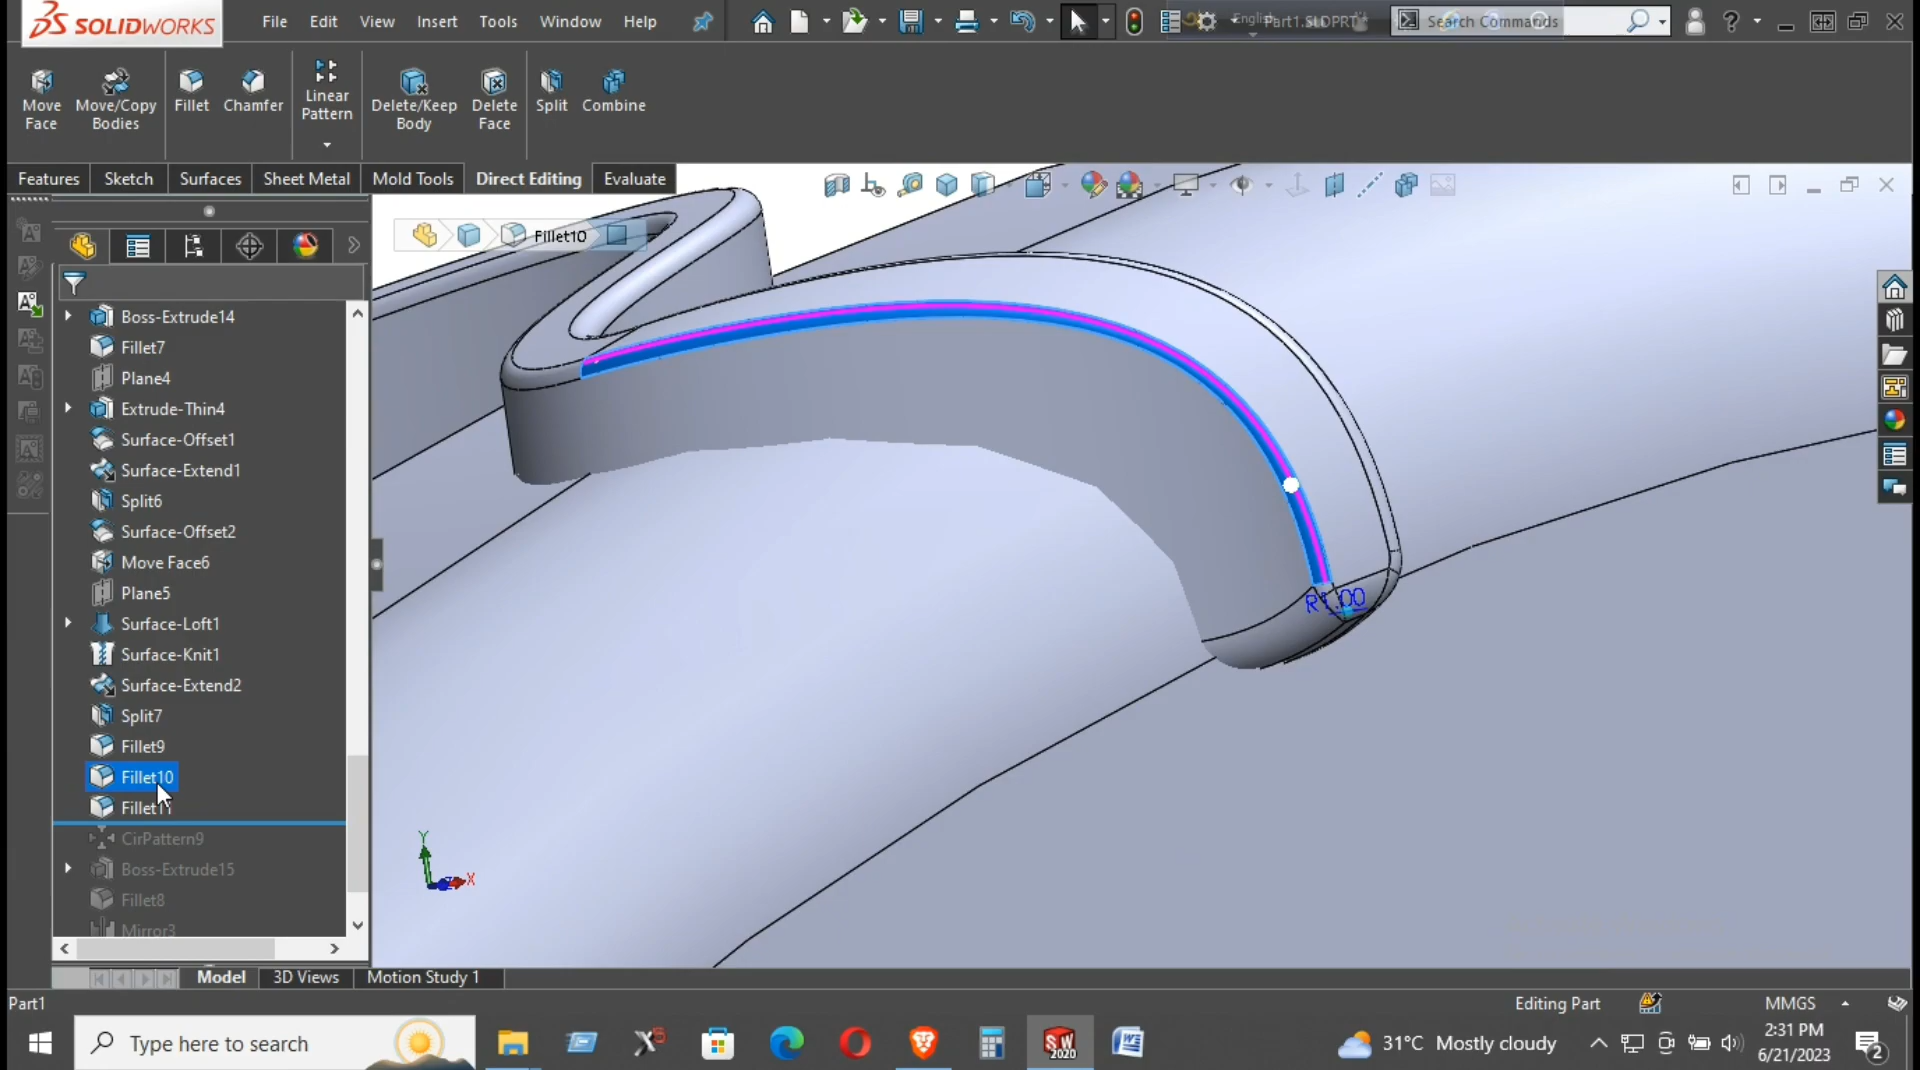 SOLIDWORKS File Edit View Insert Tools Window Help English Part1.SLDPRT * Search Commands
Move Face
Move/Copy Bodies
Fillet
Chamfer
Linear Pattern
Delete/Keep Body
Delete Face
Split
Combine
Features Sketch Surfaces Sheet Metal Mold Tools Direct Editing Evaluate
Fillet10
Boss-Extrude14
Fillet7
Plane4
Extrude-Thin4
Surface-Offset1
Surface-Extend1
Split6
Surface-Offset2
Move Face6
Plane5
Surface-Loft1
Surface-Knit1
Surface-Extend2
Split7
Fillet9
Fillet10
Fillet11
CirPattern9
Boss-Extrude15
Fillet8
Mirror3
Y
X
Model 3D Views Motion Study 1
Part1 Editing Part MMGS
Type here to search
SW 2020
31°C Mostly cloudy
2:31 PM
6/21/2023
2